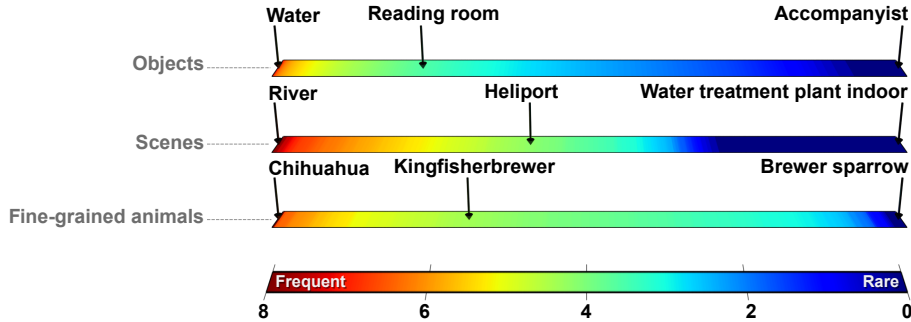 Water Reading room Accompanyist
Objects
River Heliport Water treatment plant indoor
Scenes
Chihuahua Kingfisherbrewer Brewer sparrow
Fine-grained animals
Frequent Rare
8 6 4 2 0